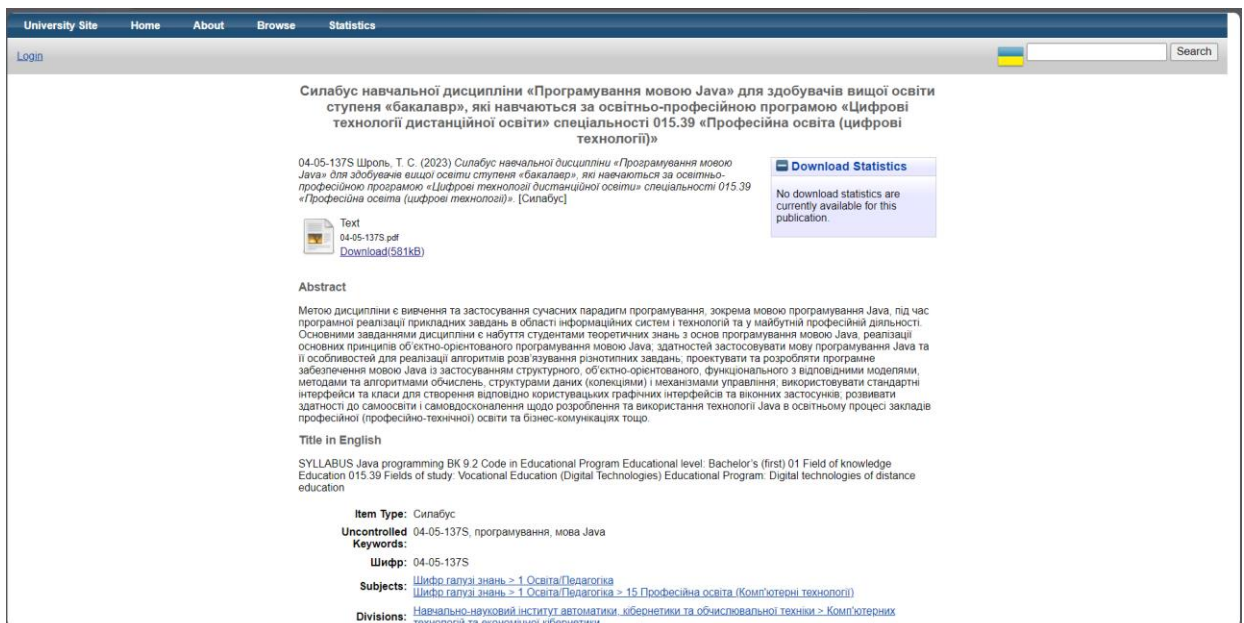 University Site Home About Browse Statistics
Login
Search
Силабус навчальної дисципліни «Програмування мовою Java» для здобувачів вищої освіти
ступеня «бакалавр», які навчаються за освітньо-професійною програмою «Цифрові
технології дистанційної освіти» спеціальності 015.39 «Професійна освіта (цифрові
технології)»
04-05-137S Шроль, Т. С. (2023) Силабус навчальної дисципліни «Програмування мовою
Java» для здобувачів вищої освіти ступеня «бакалавр», які навчаються за освітньо-
професійною програмою «Цифрові технології дистанційної освіти» спеціальності 015.39
«Професійна освіта (цифрові технології)». [Силабус]
Download Statistics
No download statistics are
currently available for this
publication.
Text
04-05-137S.pdf
Download(581kB)
Abstract
Метою дисципліни є вивчення та застосування сучасних парадигм програмування, зокрема мовою програмування Java, під час
програмної реалізації прикладних завдань в області інформаційних систем і технологій та у майбутній професійній діяльності.
Основними завданнями дисципліни є набуття студентами теоретичних знань з основ програмування мовою Java, реалізації
основних принципів об’єктно-орієнтованого програмування мовою Java; здатностей застосовувати мову програмування Java та
її особливостей для реалізації алгоритмів розв’язування різнотипних завдань; проектувати та розробляти програмне
забезпечення мовою Java із застосуванням структурного, об’єктно-орієнтованого, функціонального з відповідними моделями,
методами та алгоритмами обчислень, структурами даних (колекціями) і механізмами управління; використовувати стандартні
інтерфейси та класи для створення відповідно користувацьких графічних інтерфейсів та віконних застосунків; розвивати
здатності до самоосвіти і самовдосконалення щодо розроблення та використання технології Java в освітньому процесі закладів
професійної (професійно-технічної) освіти та бізнес-комунікаціях тощо.
Title in English
SYLLABUS Java programming BK 9.2 Code in Educational Program Educational level: Bachelor’s (first) 01 Field of knowledge
Education 015.39 Fields of study: Vocational Education (Digital Technologies) Educational Program: Digital technologies of distance
education
Item Type: Силабус
Uncontrolled Keywords: 04-05-137S, програмування, мова Java
Шифр: 04-05-137S
Subjects: Шифр галузі знань > 1 Освіта/Педагогіка
Шифр галузі знань > 1 Освіта/Педагогіка > 15 Професійна освіта (Комп'ютерні технології)
Divisions: Навчально-науковий інститут автоматики, кібернетики та обчислювальної техніки > Комп'ютерних
технологій та економічної кібернетики